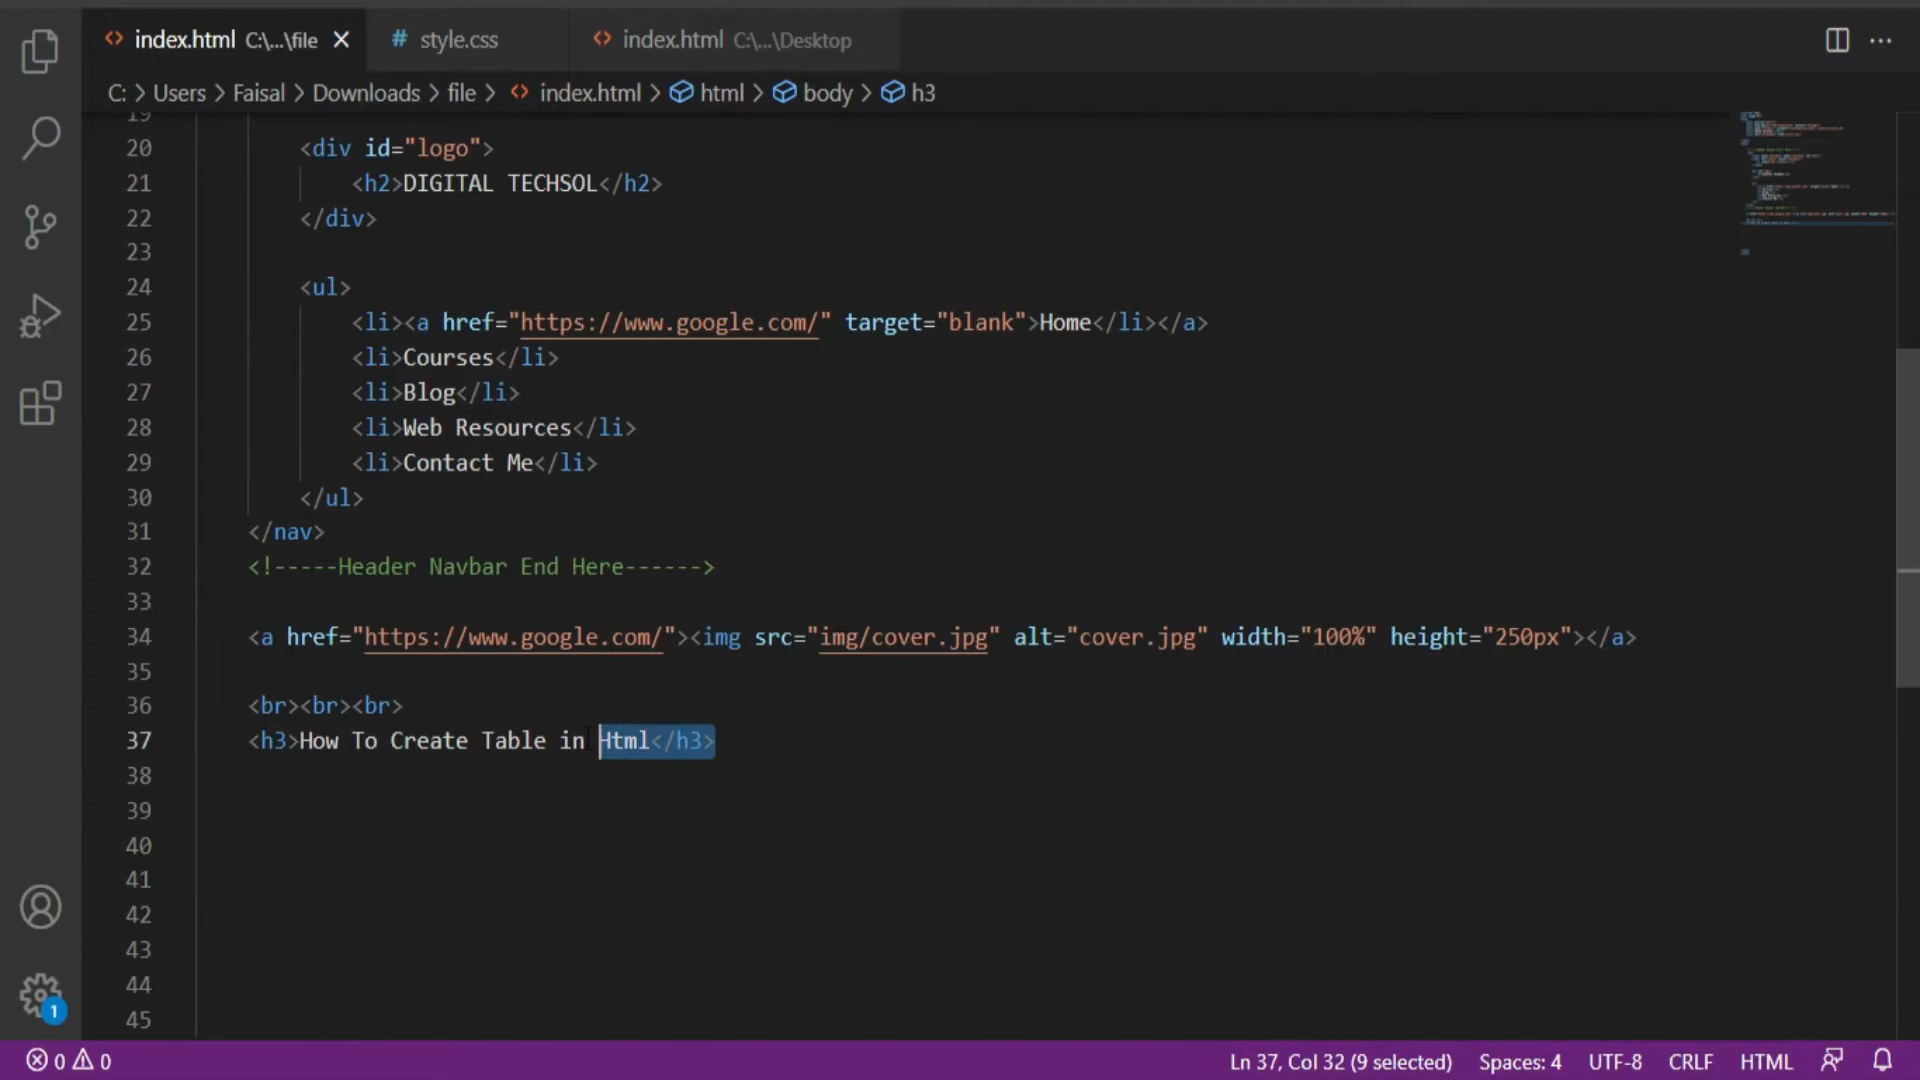 index.html C:\...\file
style.css
index.html C:\...\Desktop
C: > Users > Faisal > Downloads > file > index.html > html > body > h3
19
20 <div id="logo">
21 <h2>DIGITAL TECHSOL</h2>
22 </div>
23
24 <ul>
25 <li><a href="https://www.google.com/" target="blank">Home</li></a>
26 <li>Courses</li>
27 <li>Blog</li>
28 <li>Web Resources</li>
29 <li>Contact Me</li>
30 </ul>
31 </nav>
32 <!-----Header Navbar End Here------>
33
34 <a href="https://www.google.com/"><img src="img/cover.jpg" alt="cover.jpg" width="100%" height="250px"></a>
35
36 <br><br><br>
37 <h3>How To Create Table in Html</h3>
38
39
40
41
42
43
44
45
1
0 0
Ln 37, Col 32 (9 selected) Spaces: 4 UTF-8 CRLF HTML